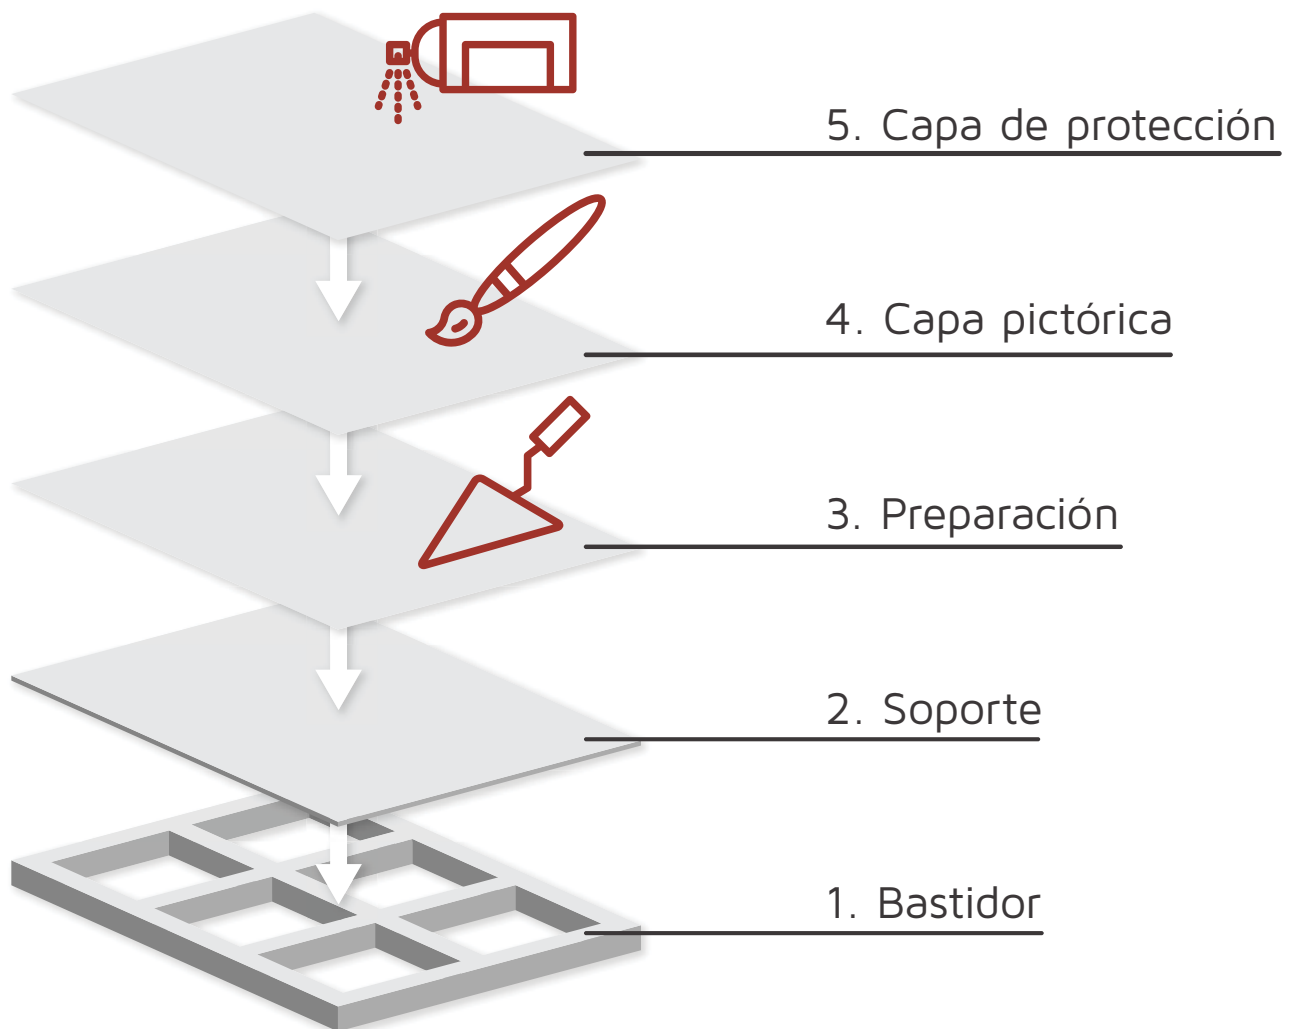 5. Capa de protección
4. Capa pictórica
3. Preparación
2. Soporte
1. Bastidor